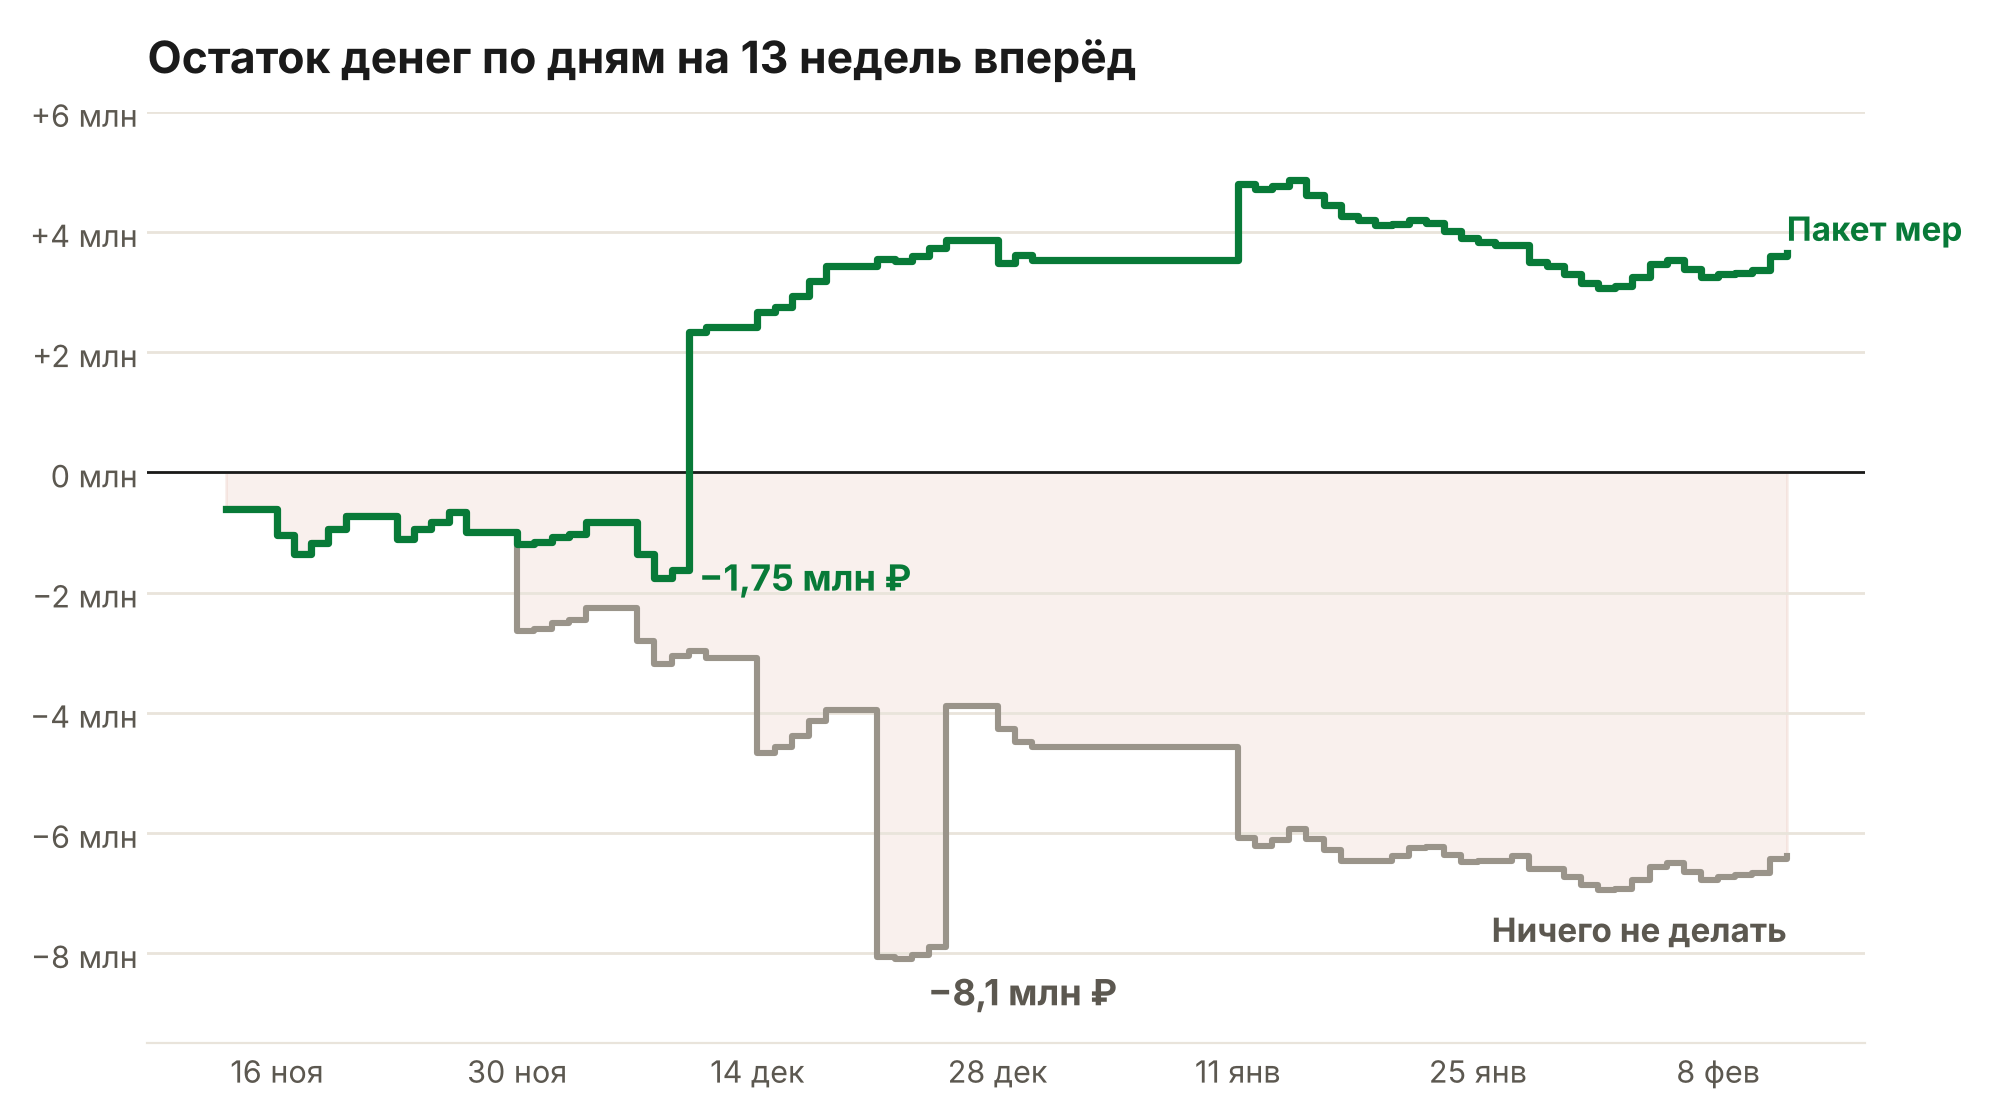 Остаток денег по дням на 13 недель вперёд
+6 млн
+4 млн
Пакет мер
+2 млн
0 млн
−1,75 млн ₽
−2 млн
−4 млн
−6 млн
Ничего не делать
−8 млн
−8,1 млн ₽
16 ноя 30 ноя 14 дек 28 дек 11 янв 25 янв 8 фев